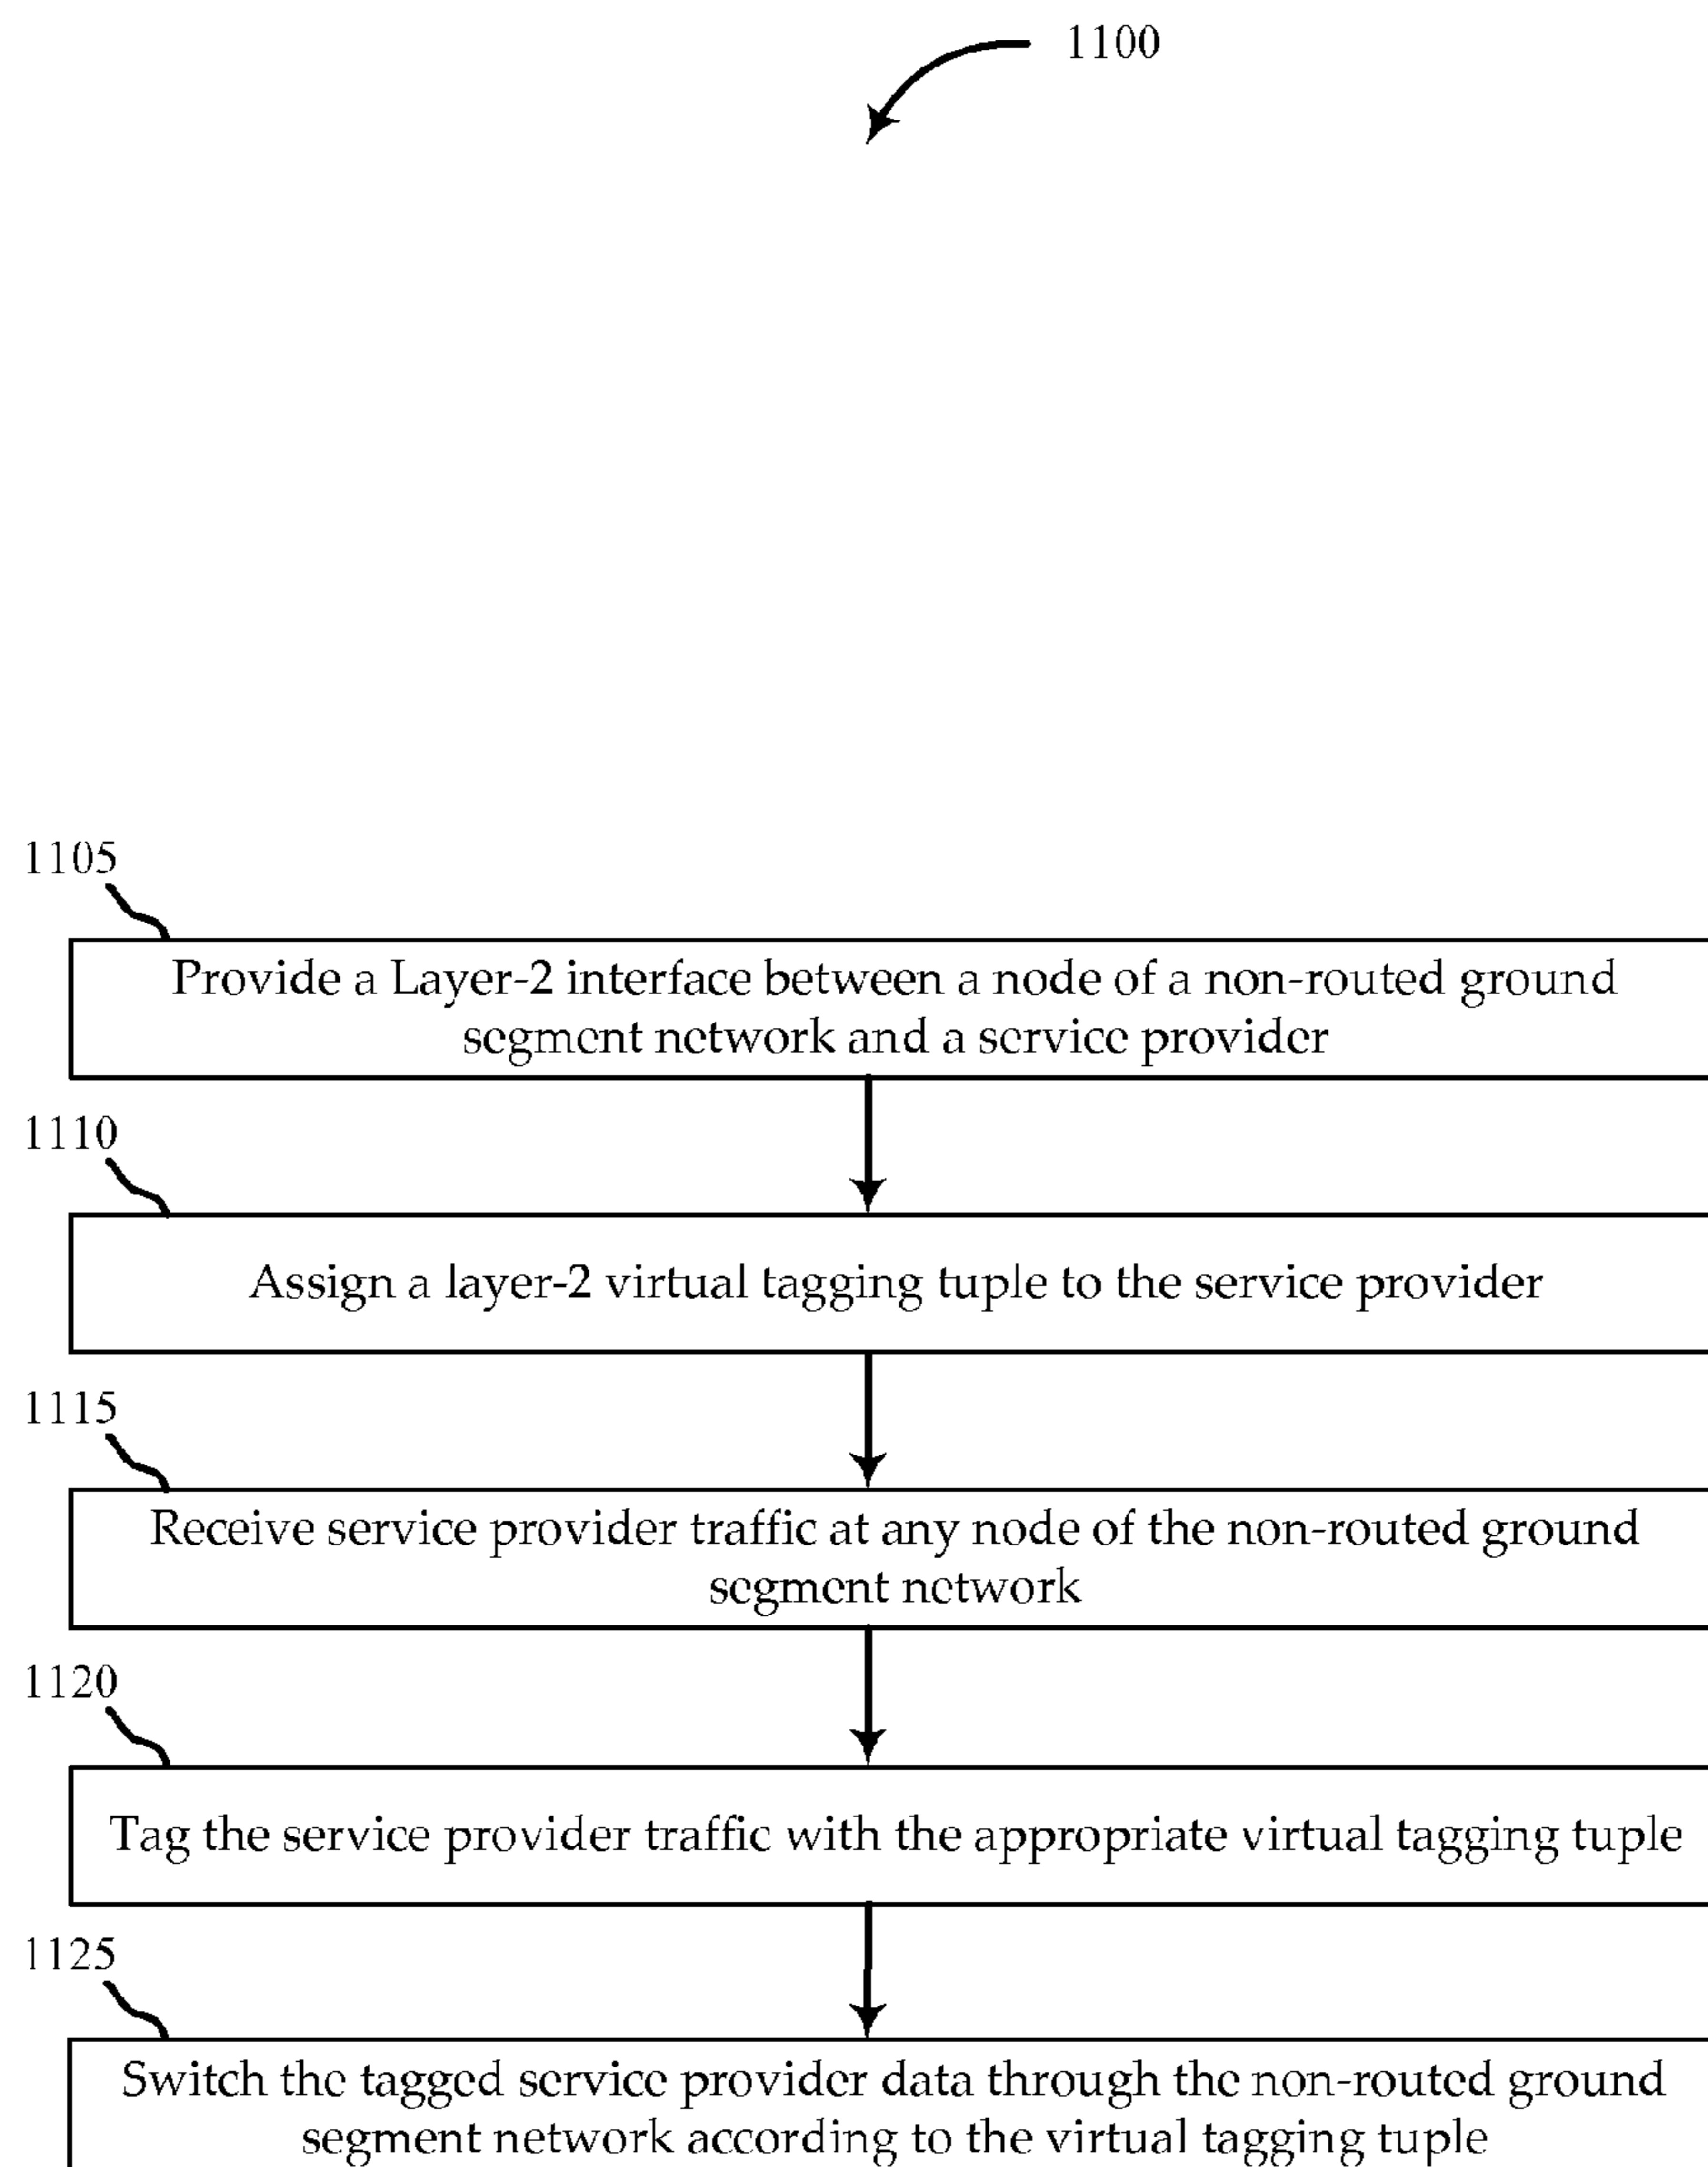 1100
1105
Provide a Layer-2 interface between a node of a non-routed ground
segment network and a service provider
1110
Assign a layer-2 virtual tagging tuple to the service provider
1115
Receive service provider traffic at any node of the non-routed ground
segment network
1120
Tag the service provider traffic with the appropriate virtual tagging tuple
1125
Switch the tagged service provider data through the non-routed ground
segment network according to the virtual tagging tuple